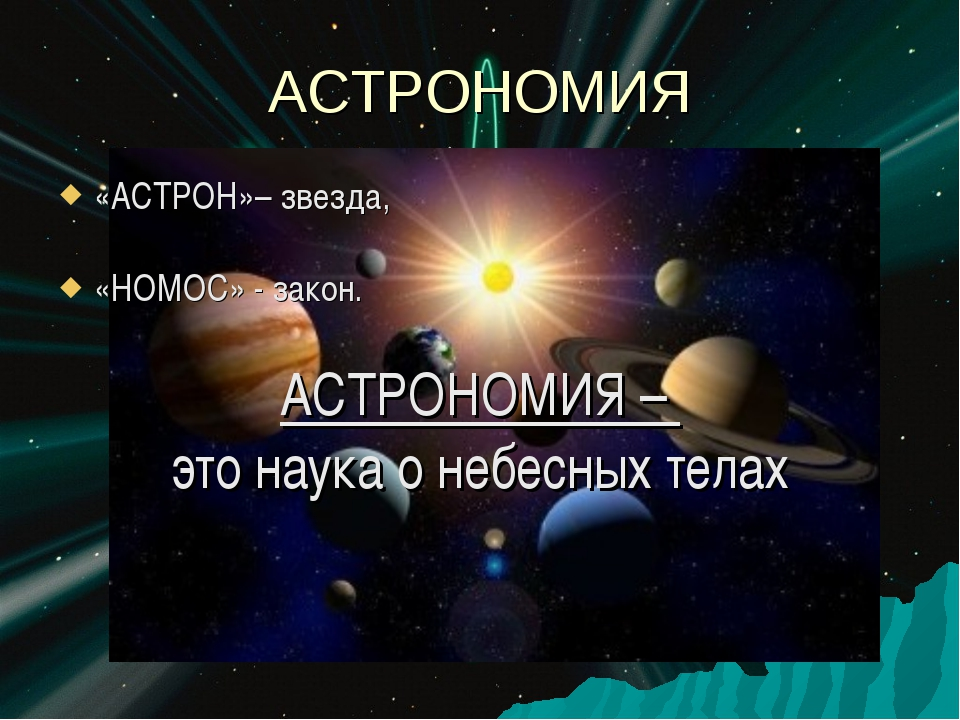 АСТРОНОМИЯ
«АСТРОН»– звезда,
«НОМОС» - закон.
АСТРОНОМИЯ –
это наука о небесных телах